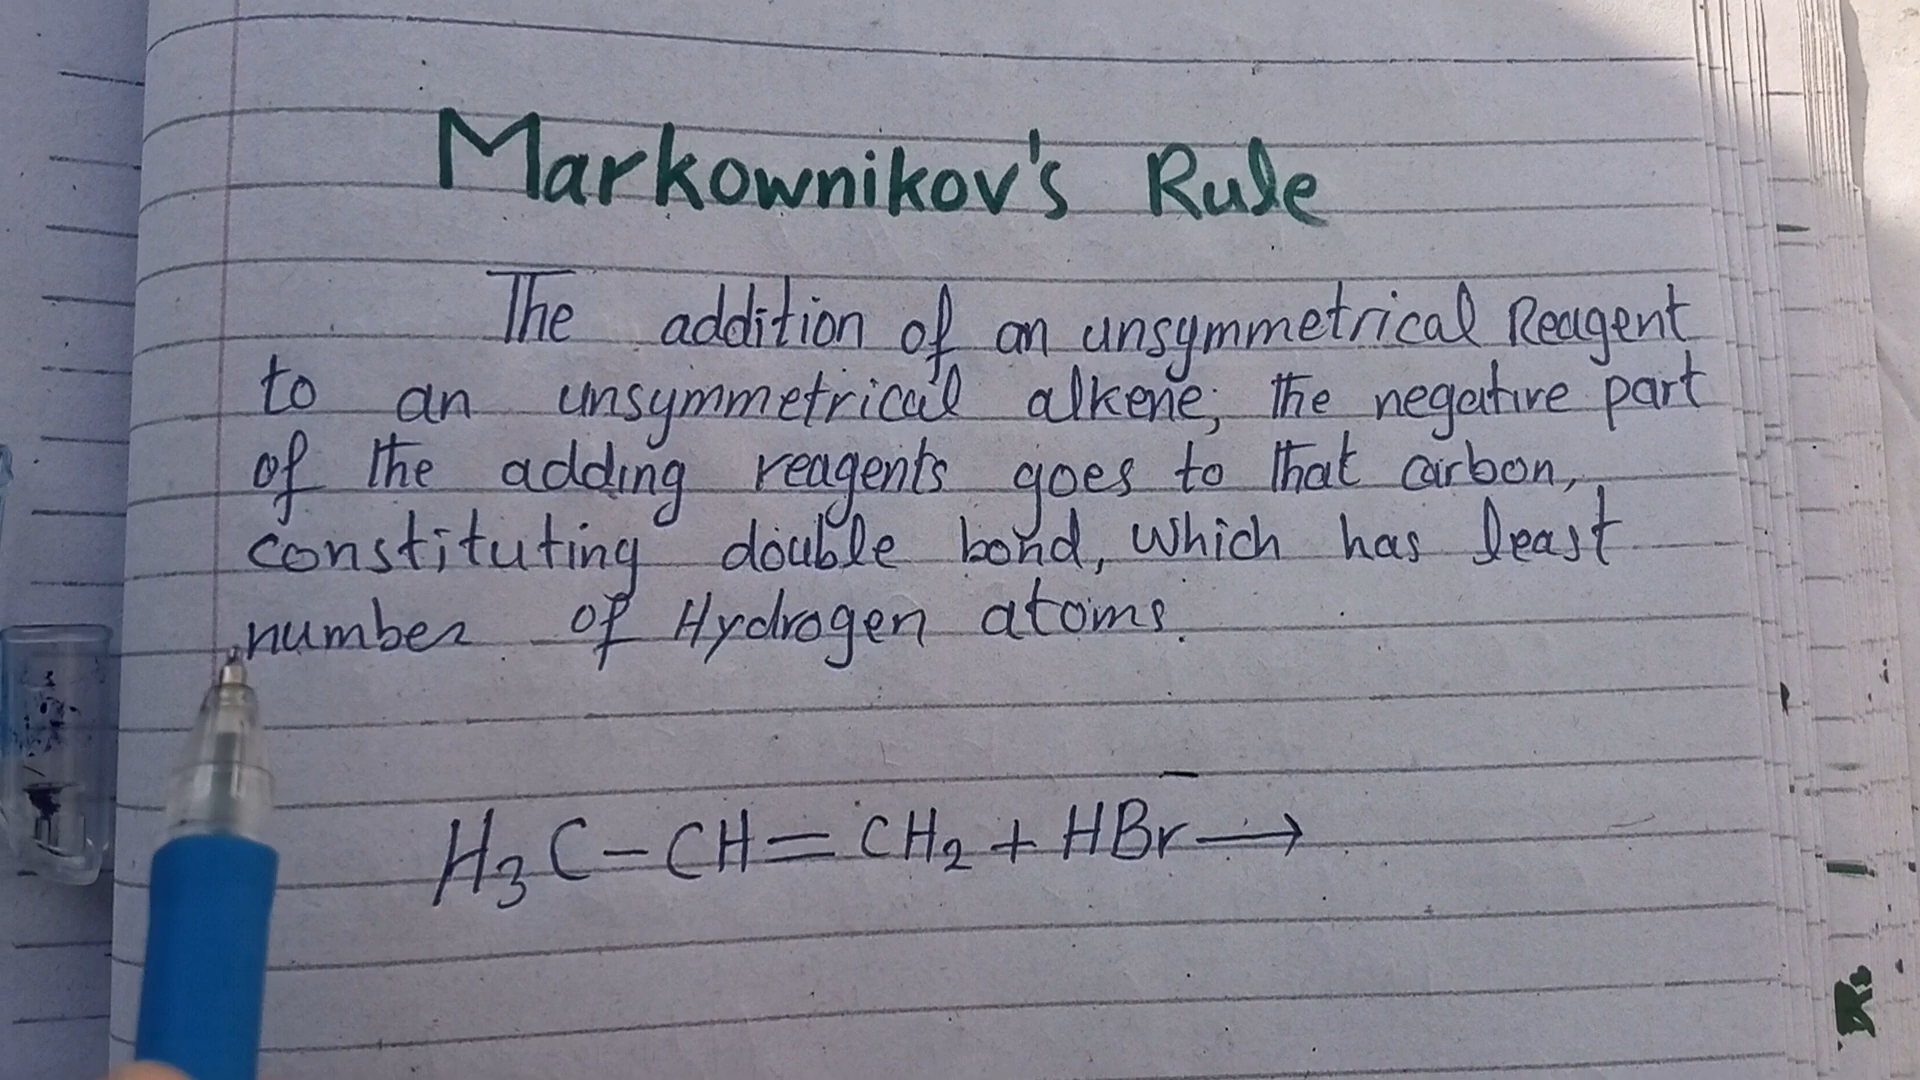 Markownikov's Rule
The addition of an unsymmetrical Reagent
to an unsymmetrical alkene; the negative part
of the adding reagents goes to that carbon,
constituting double bond, which has least
number of Hydrogen atoms.
H₃C-CH=CH₂+HBr→